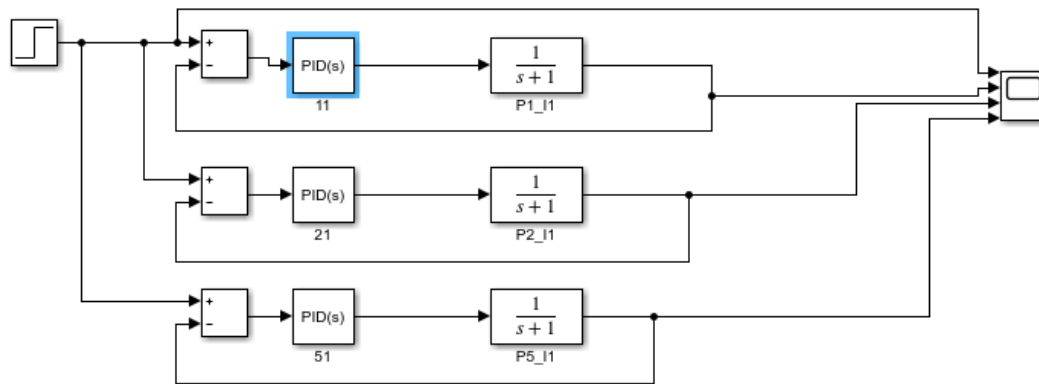 +
−
PID(s)
11
1
s + 1
P1_I1
+
−
PID(s)
21
1
s + 1
P2_I1
+
−
PID(s)
51
1
s + 1
P5_I1